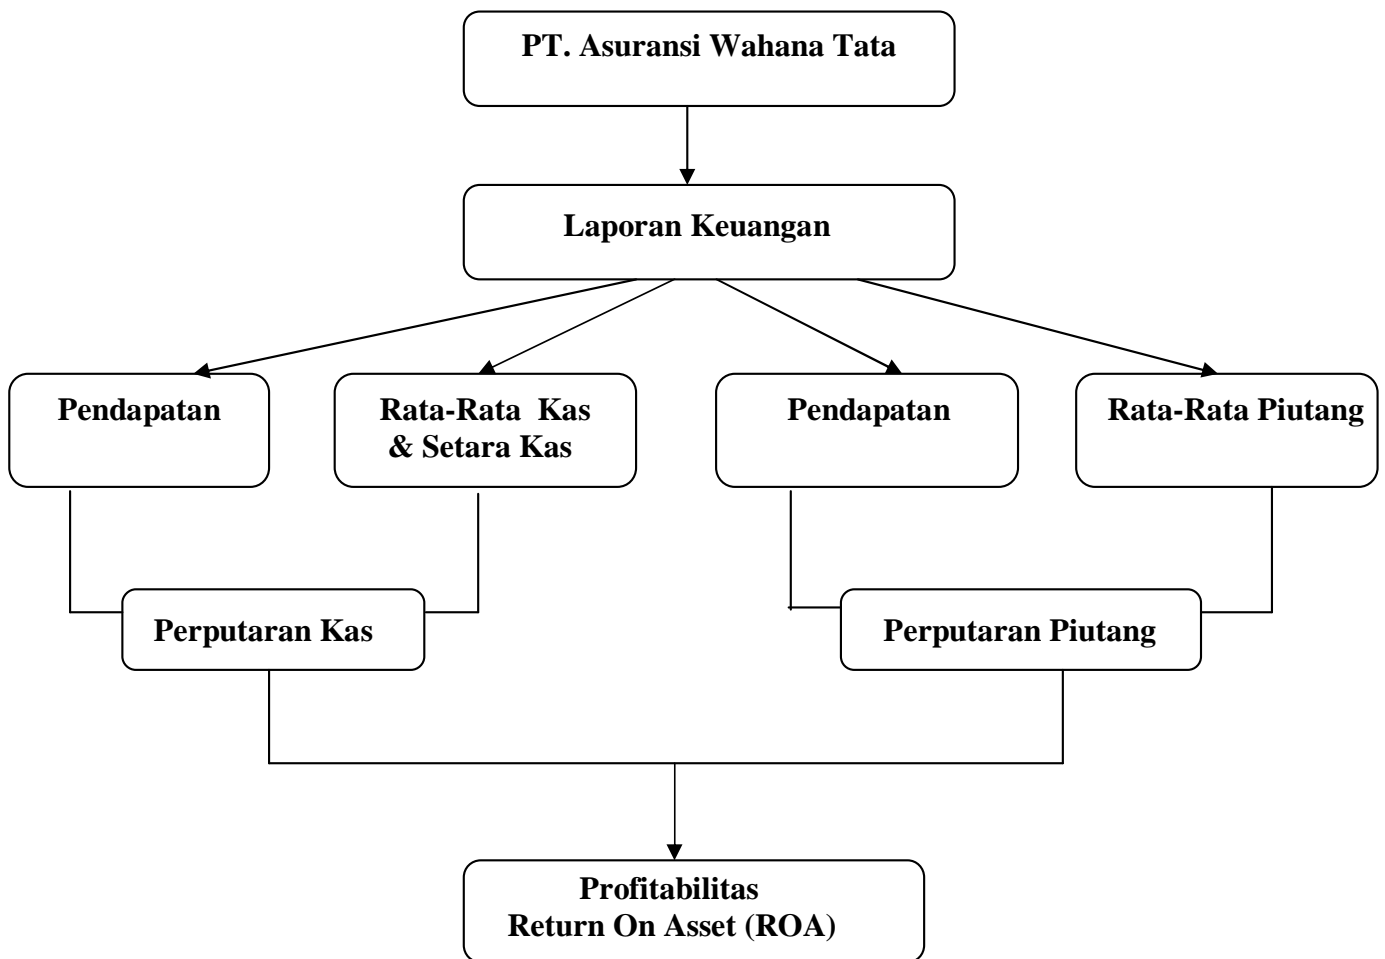 PT. Asuransi Wahana Tata
Laporan Keuangan
Pendapatan
Rata-Rata Kas
& Setara Kas
Pendapatan
Rata-Rata Piutang
Perputaran Kas
Perputaran Piutang
Profitabilitas
Return On Asset (ROA)